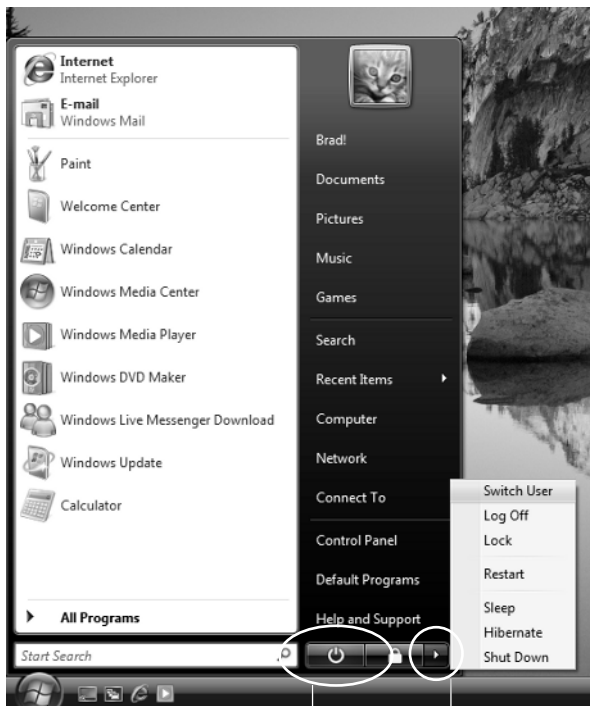 Internet
Internet Explorer
E-mail
Windows Mail
Paint
Welcome Center
Windows Calendar
Windows Media Center
Windows Media Player
Windows DVD Maker
Windows Live Messenger Download
Windows Update
Calculator
All Programs
Start Search
Brad!
Documents
Pictures
Music
Games
Search
Recent Items
Computer
Network
Connect To
Control Panel
Default Programs
Help and Support
Switch User
Log Off
Lock
Restart
Sleep
Hibernate
Shut Down